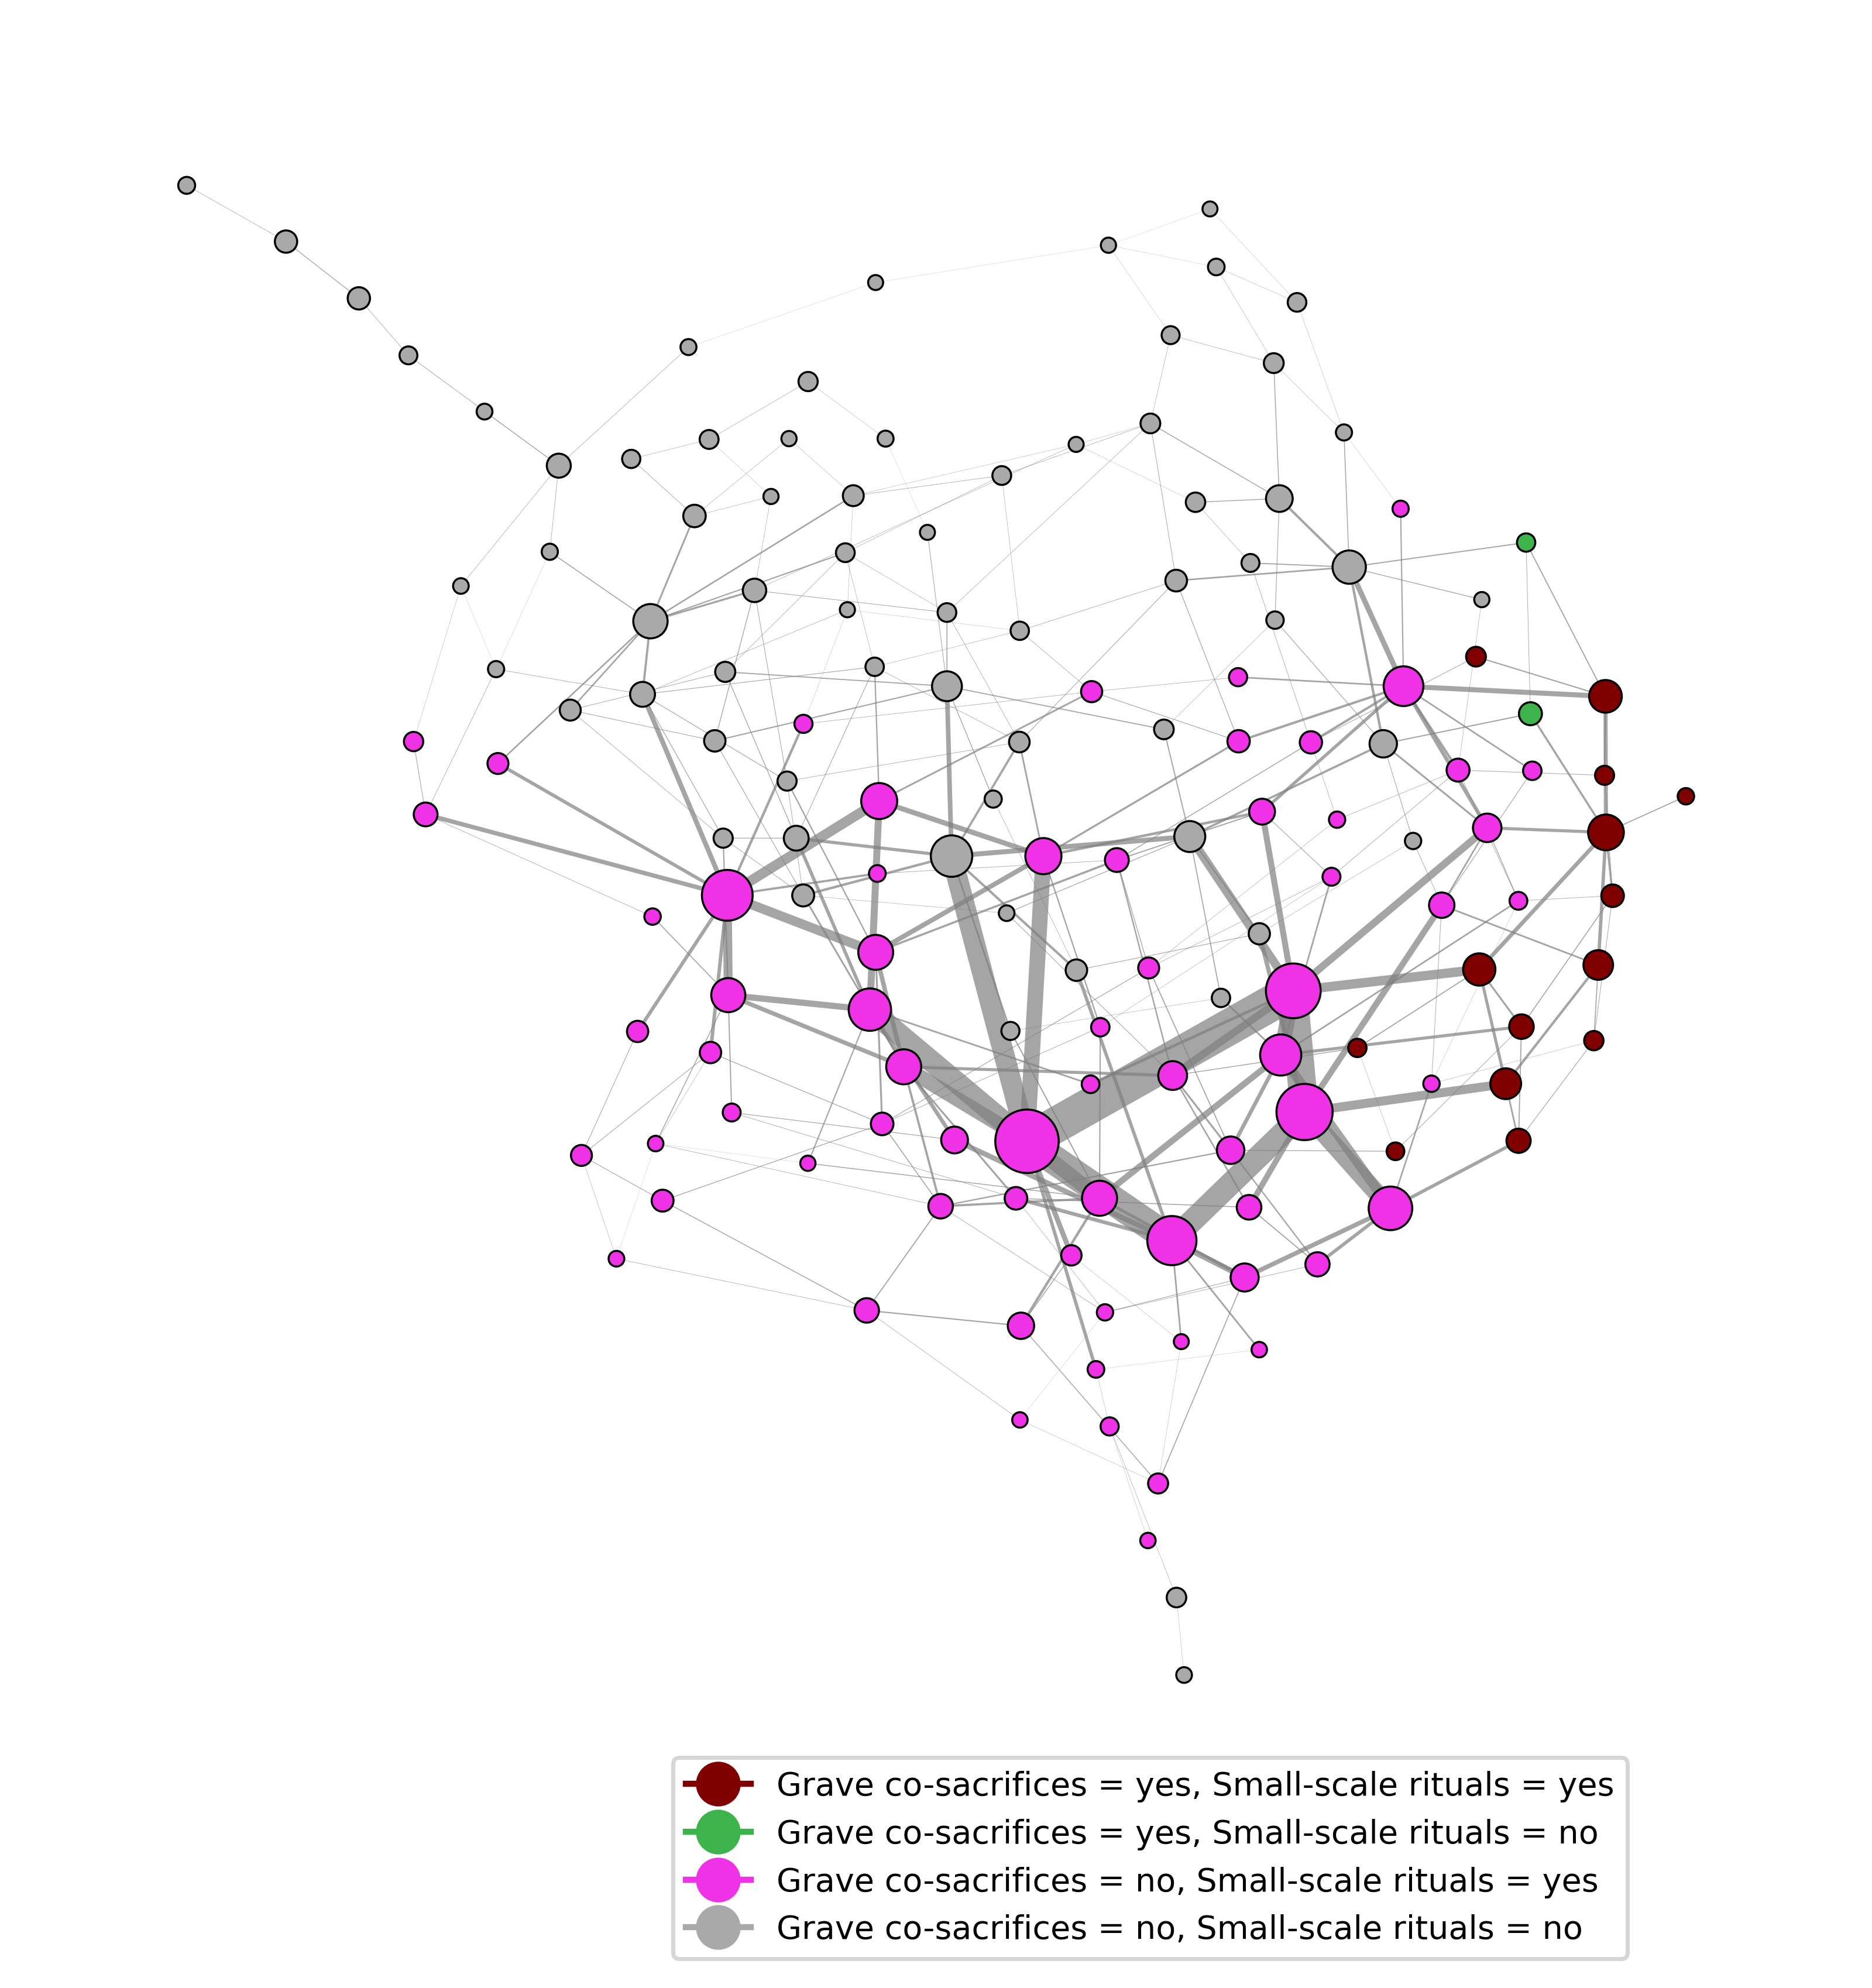 Grave co-sacrifices = yes, Small-scale rituals = yes
Grave co-sacrifices = yes, Small-scale rituals = no
Grave co-sacrifices = no, Small-scale rituals = yes
Grave co-sacrifices = no, Small-scale rituals = no